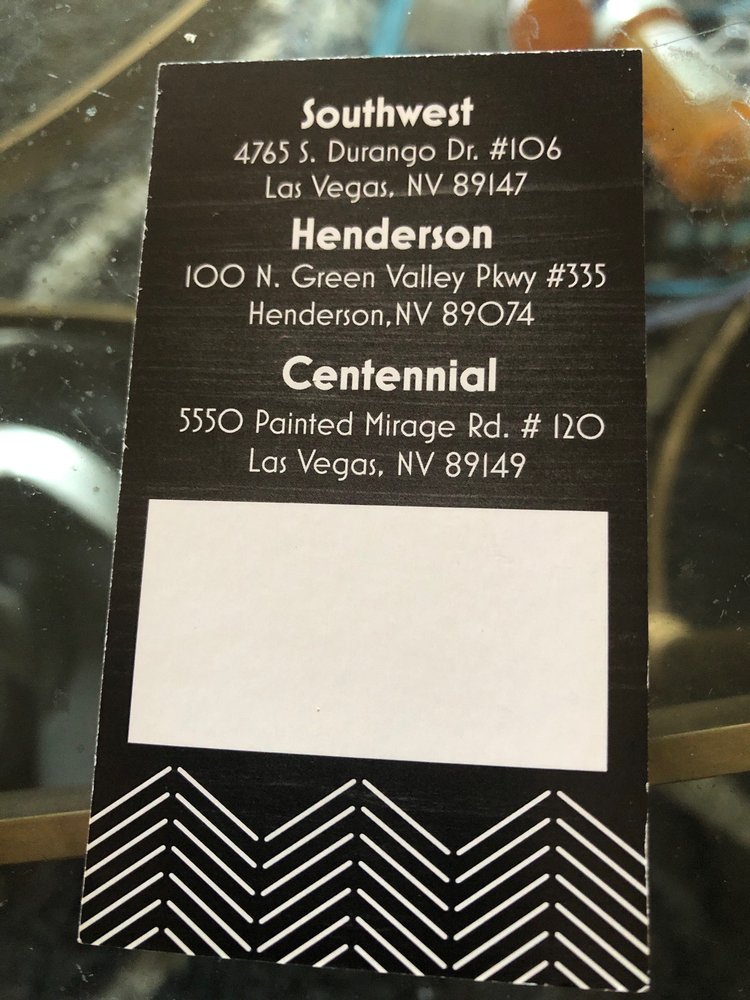 Southwest
4765 S. Durango Dr. #106
Las Vegas, NV 89147
Henderson
100 N. Green Valley Pkwy #335
Henderson, NV 89074
Centennial
5550 Painted Mirage Rd. # 120
Las Vegas, NV 89149